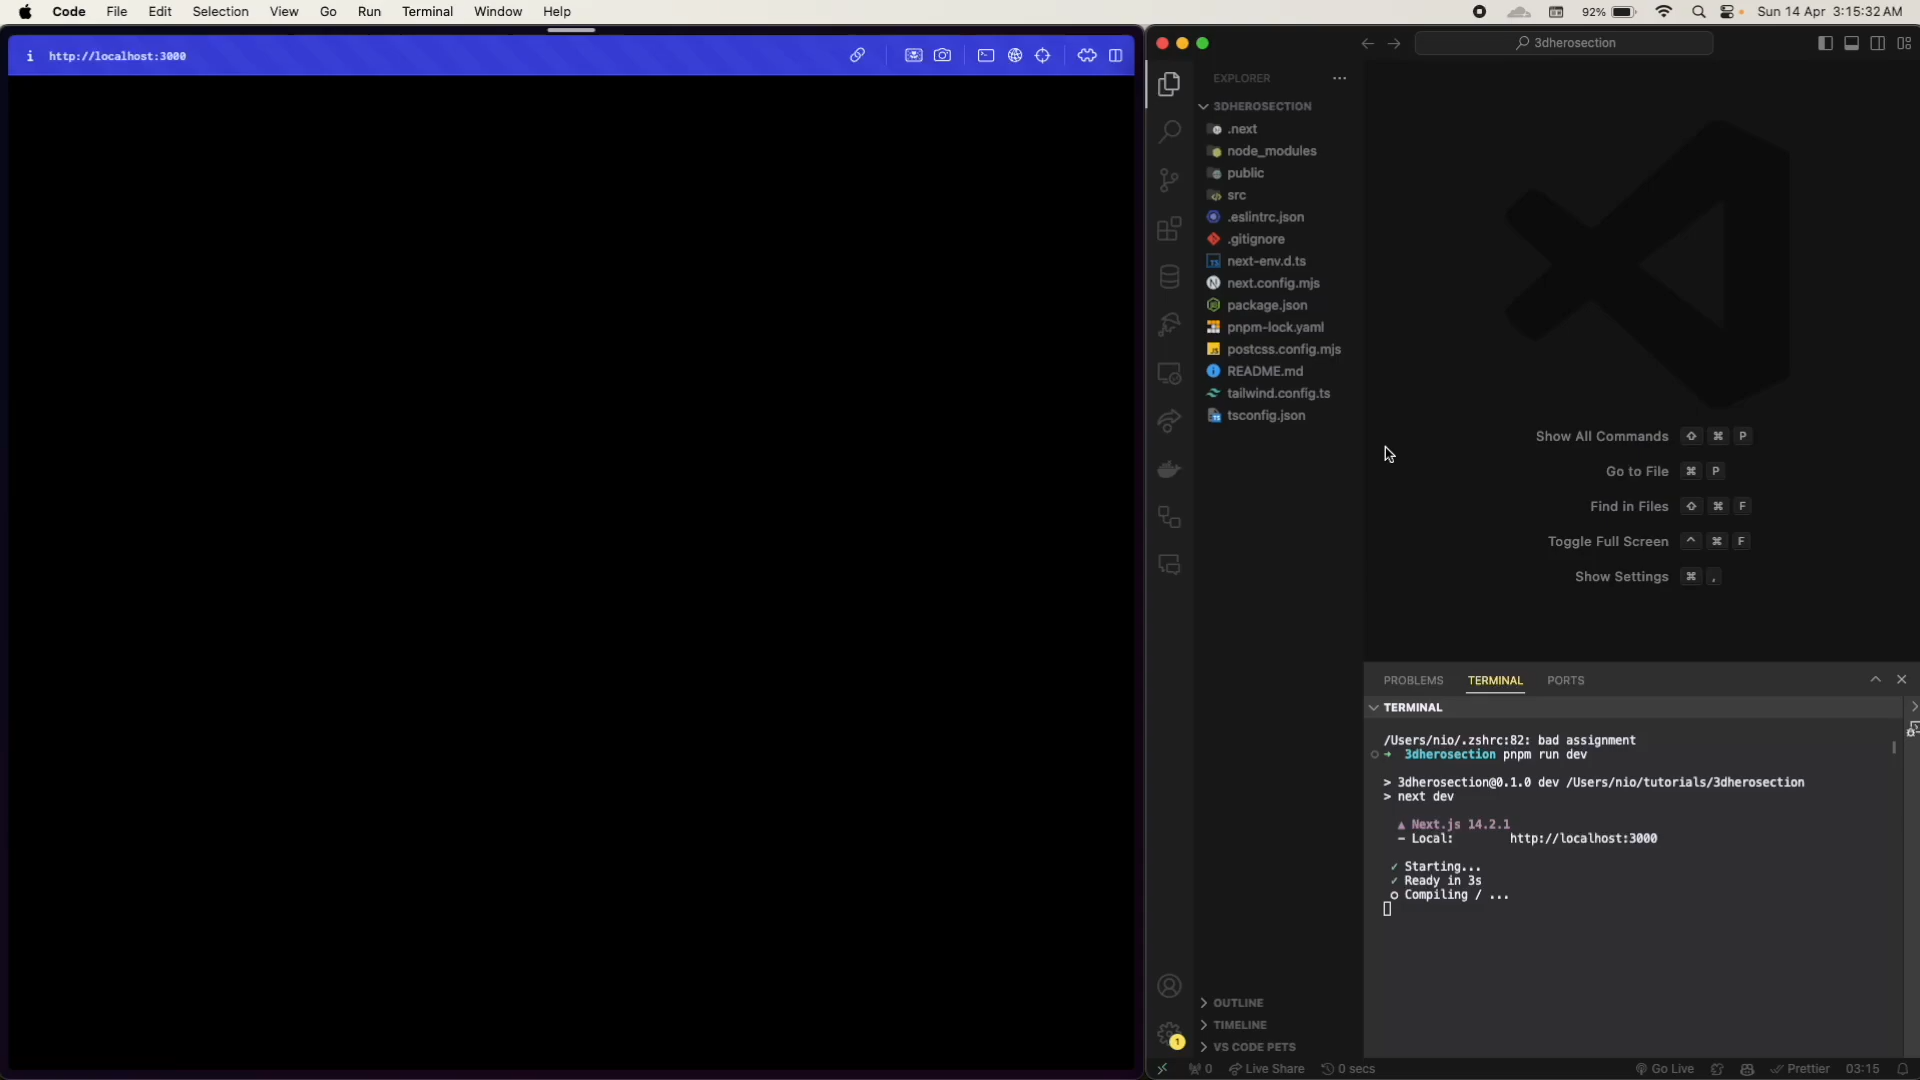 Code File Edit Selection View Go Run Terminal Window Help
92% Sun 14 Apr 3:15:32 AM
http://localhost:3000
3dherosection
EXPLORER
3DHEROSECTION
.next
node_modules
public
src
.eslintrc.json
.gitignore
next-env.d.ts
next.config.mjs
package.json
pnpm-lock.yaml
postcss.config.mjs
README.md
tailwind.config.ts
tsconfig.json
OUTLINE
TIMELINE
VS CODE PETS
1
Show All Commands ⇧ ⌘ P
Go to File ⌘ P
Find in Files ⇧ ⌘ F
Toggle Full Screen ^ ⌘ F
Show Settings ⌘ ,
PROBLEMS TERMINAL PORTS
TERMINAL
/Users/nio/.zshrc:82: bad assignment
➜ 3dherosection pnpm run dev
> 3dherosection@0.1.0 dev /Users/nio/tutorials/3dherosection
> next dev
▲ Next.js 14.2.1
- Local: http://localhost:3000
✓ Starting...
✓ Ready in 3s
○ Compiling / ...
0 Live Share 0 secs Go Live Prettier 03:15